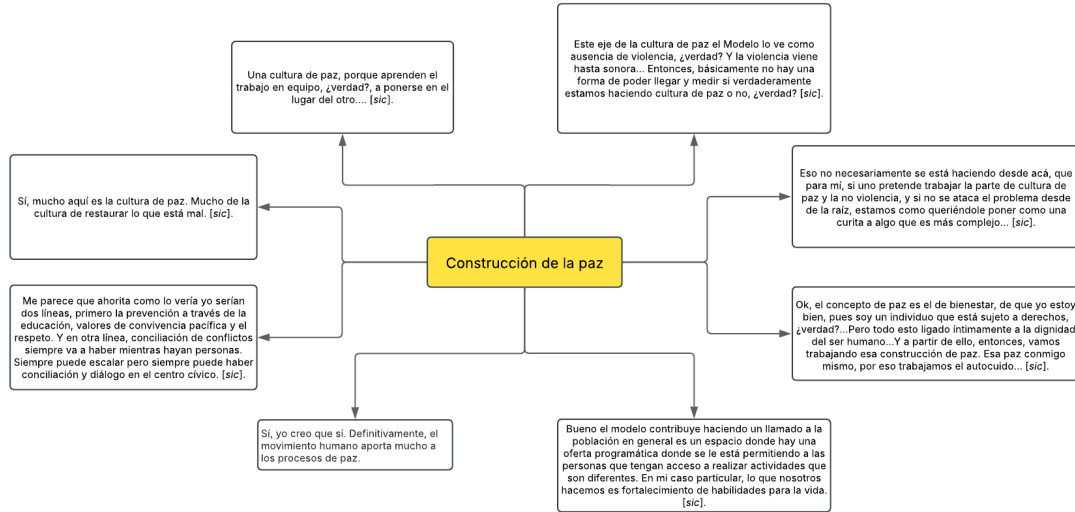 Una cultura de paz, porque aprenden el
trabajo en equipo, ¿verdad?, a ponerse en el
lugar del otro.... [sic].
Este eje de la cultura de paz el Modelo lo ve como
ausencia de violencia, ¿verdad? Y la violencia viene
hasta sonora... Entonces, básicamente no hay una
forma de poder llegar y medir si verdaderamente
estamos haciendo cultura de paz o no, ¿verdad? [sic].
Sí, mucho aquí es la cultura de paz. Mucho de la
cultura de restaurar lo que está mal. [sic].
Eso no necesariamente se está haciendo desde acá, que
para mí, si uno pretende trabajar la parte de cultura de
paz y la no violencia, y si no se ataca el problema desde
de la raíz, estamos como queriéndole poner como una
curita a algo que es más complejo... [sic].
Construcción de la paz
Me parece que ahorita como lo vería yo serían
dos líneas, primero la prevención a través de la
educación, valores de convivencia pacífica y el
respeto. Y en otra línea, conciliación de conflictos
siempre va a haber mientras hayan personas.
Siempre puede escalar pero siempre puede haber
conciliación y diálogo en el centro cívico. [sic].
Ok, el concepto de paz es el de bienestar, de que yo estoy
bien, pues soy un individuo que está sujeto a derechos,
¿verdad?...Pero todo esto ligado íntimamente a la dignidad
del ser humano...Y a partir de ello, entonces, vamos
trabajando esa construcción de paz. Esa paz conmigo
mismo, por eso trabajamos el autocuido... [sic].
Sí, yo creo que sí. Definitivamente, el
movimiento humano aporta mucho a
los procesos de paz.
Bueno el modelo contribuye haciendo un llamado a la
población en general es un espacio donde hay una
oferta programática donde se le está permitiendo a las
personas que tengan acceso a realizar actividades que
son diferentes. En mi caso particular, lo que nosotros
hacemos es fortalecimiento de habilidades para la vida.
[sic].